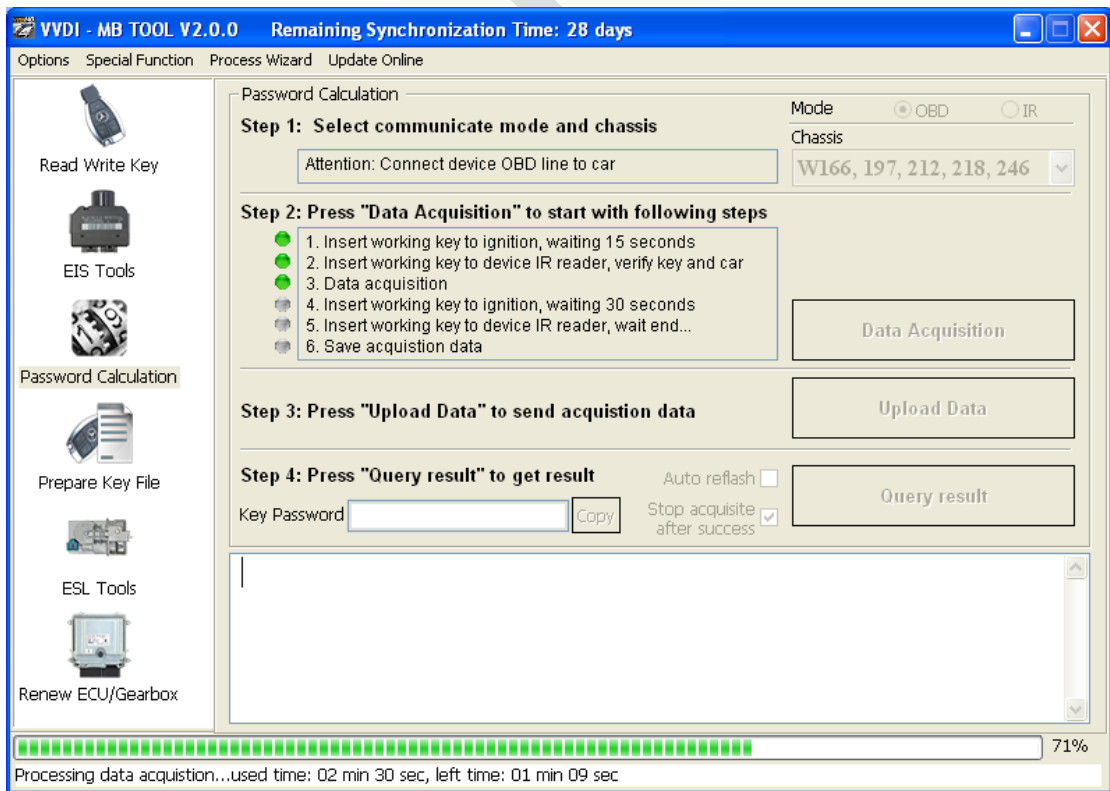 VVDI - MB TOOL V2.0.0 Remaining Synchronization Time: 28 days
Options Special Function Process Wizard Update Online
Read Write Key
EIS Tools
Password Calculation
Prepare Key File
ESL Tools
Renew ECU/Gearbox
Password Calculation
Step 1: Select communicate mode and chassis
Attention: Connect device OBD line to car
Mode OBD IR
Chassis
W166, 197, 212, 218, 246
Step 2: Press "Data Acquisition" to start with following steps
1. Insert working key to ignition, waiting 15 seconds
2. Insert working key to device IR reader, verify key and car
3. Data acquisition
4. Insert working key to ignition, waiting 30 seconds
5. Insert working key to device IR reader, wait end...
6. Save acquistion data
Data Acquisition
Step 3: Press "Upload Data" to send acquistion data
Upload Data
Step 4: Press "Query result" to get result
Auto reflash
Key Password
Copy
Stop acquisite
after success
Query result
71%
Processing data acquistion...used time: 02 min 30 sec, left time: 01 min 09 sec